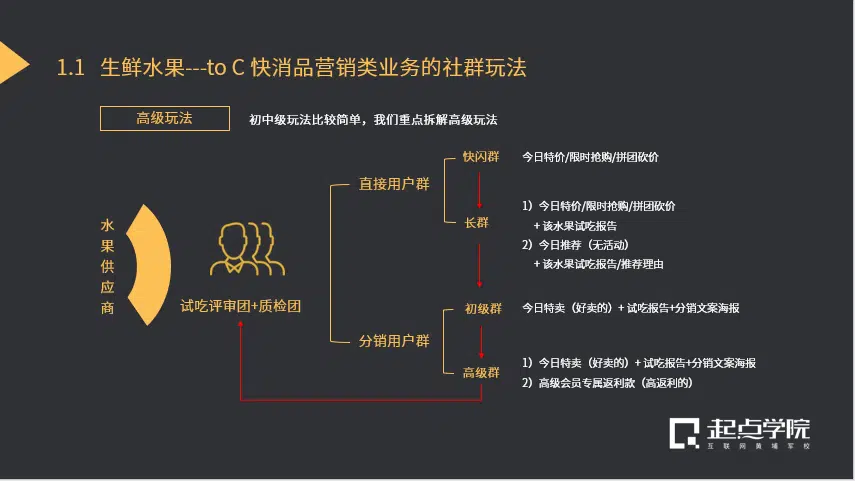 1.1 生鲜水果---to C 快消品营销类业务的社群玩法
高级玩法
初中级玩法比较简单，我们重点拆解高级玩法
水果供应商
试吃评审团+质检团
直接用户群
快闪群
今日特价/限时抢购/拼团砍价
长群
1）今日特价/限时抢购/拼团砍价
+ 该水果试吃报告
2）今日推荐（无活动）
+ 该水果试吃报告/推荐理由
分销用户群
初级群
今日特卖（好卖的）+ 试吃报告+分销文案海报
高级群
1）今日特卖（好卖的）+ 试吃报告+分销文案海报
2）高级会员专属返利款（高返利的）
起点学院
互联网黄埔军校